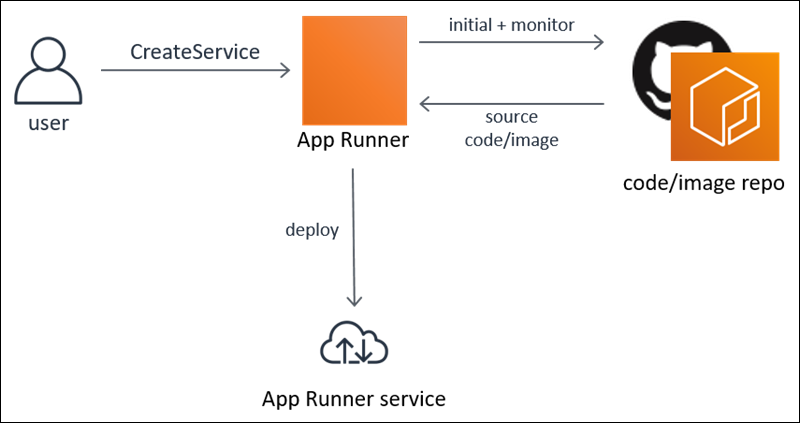 CreateService
user
App Runner
initial + monitor
source
code/image
code/image repo
deploy
App Runner service